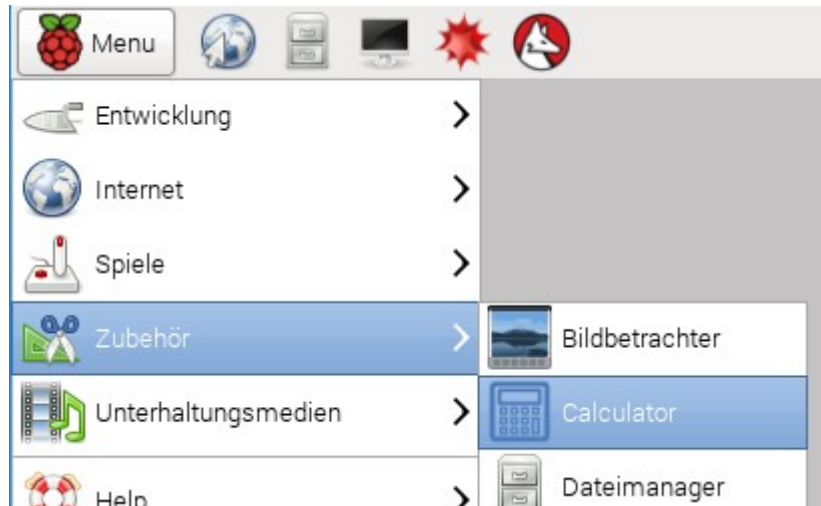 Menu
Entwicklung
Internet
Spiele
Zubehör
Bildbetrachter
Unterhaltungsmedien
Calculator
Help
Dateimanager